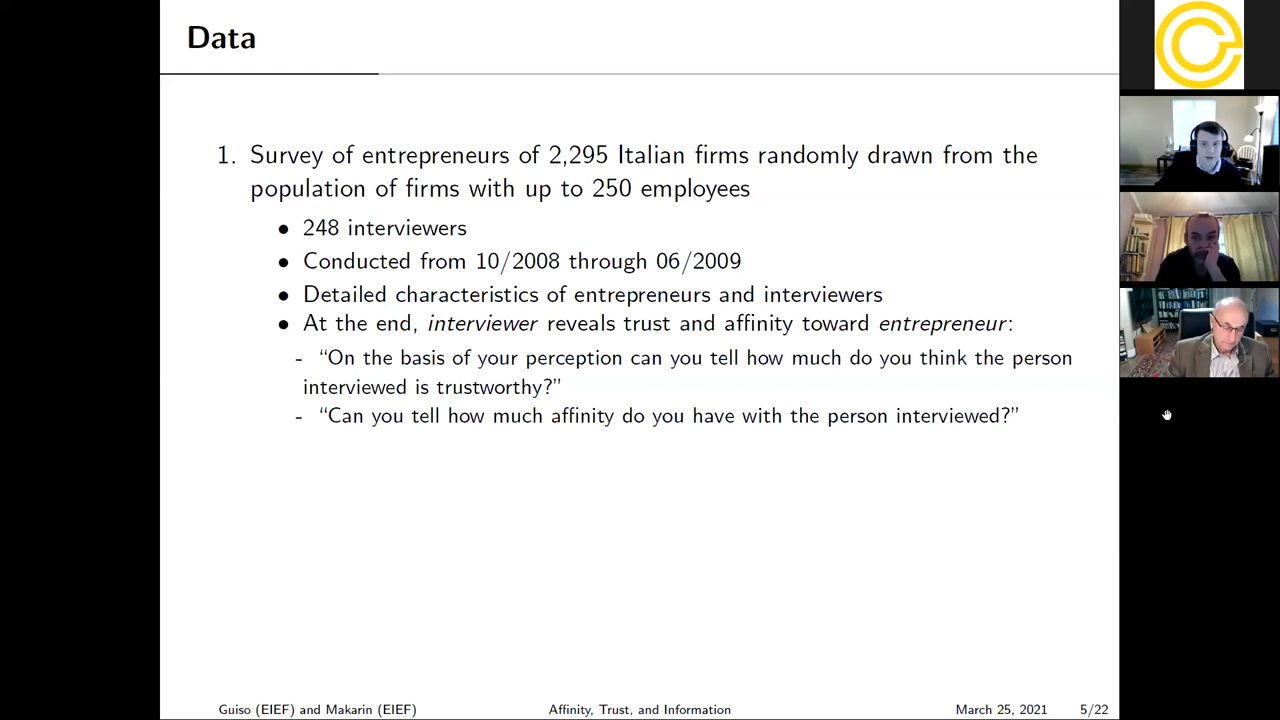 Data
1. Survey of entrepreneurs of 2,295 Italian firms randomly drawn from the
population of firms with up to 250 employees
• 248 interviewers
• Conducted from 10/2008 through 06/2009
• Detailed characteristics of entrepreneurs and interviewers
• At the end, interviewer reveals trust and affinity toward entrepreneur:
- “On the basis of your perception can you tell how much do you think the person
interviewed is trustworthy?”
- “Can you tell how much affinity do you have with the person interviewed?”
Guiso (EIEF) and Makarin (EIEF) Affinity, Trust, and Information March 25, 2021 5/22